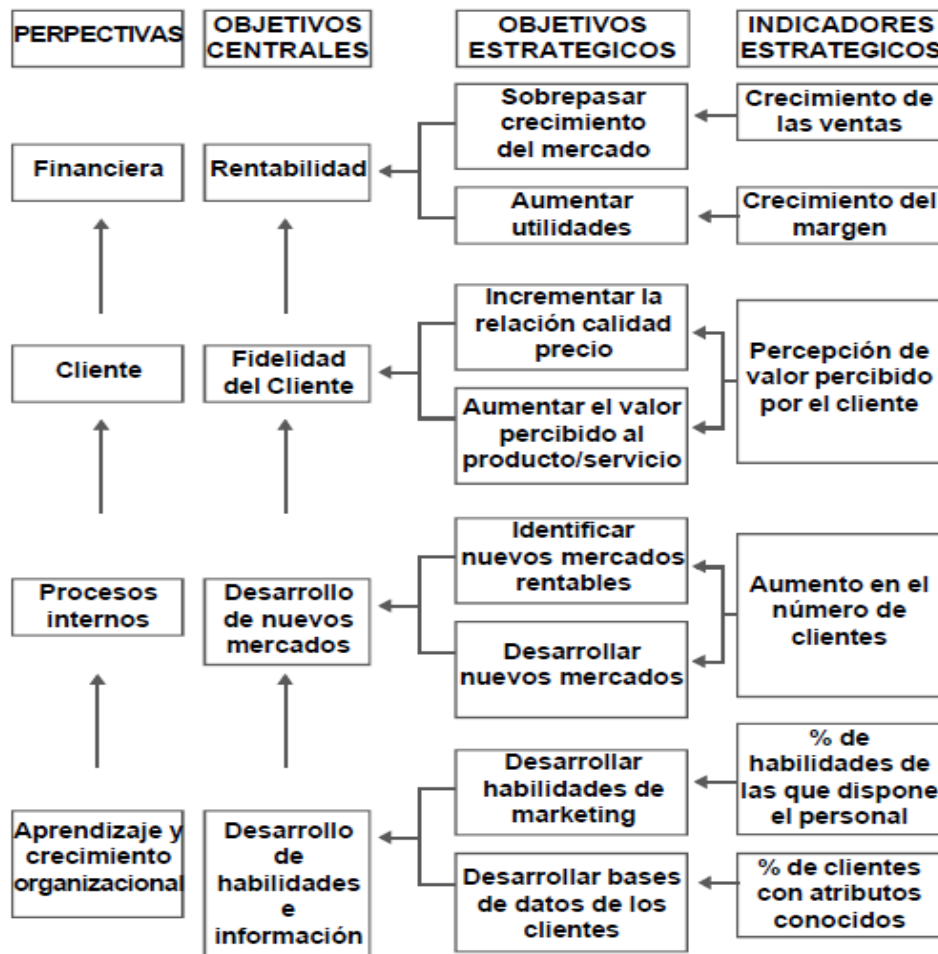 PERPECTIVAS
OBJETIVOS
CENTRALES
OBJETIVOS
ESTRATEGICOS
INDICADORES
ESTRATEGICOS
Financiera
Rentabilidad
Sobrepasar
crecimiento
del mercado
Crecimiento de
las ventas
Aumentar
utilidades
Crecimiento del
margen
Cliente
Fidelidad
del Cliente
Incrementar la
relación calidad
precio
Aumentar el valor
percibido al
producto/servicio
Percepción de
valor percibido
por el cliente
Procesos
internos
Desarrollo
de nuevos
mercados
Identificar
nuevos mercados
rentables
Desarrollar
nuevos mercados
Aumento en el
número de
clientes
Aprendizaje y
crecimiento
organizacional
Desarrollo
de
habilidades
e
información
Desarrollar
habilidades de
marketing
% de
habilidades de
las que dispone
el personal
Desarrollar bases
de datos de los
clientes
% de clientes
con atributos
conocidos